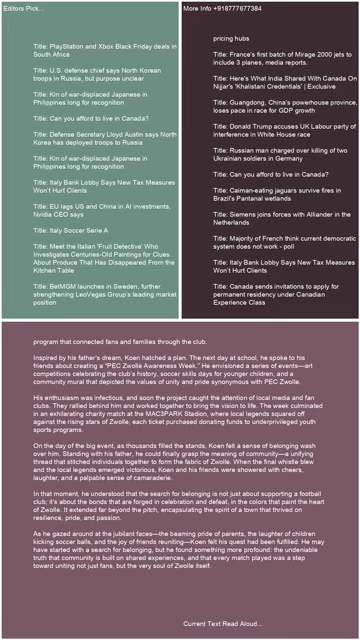 Editors Pick...
Title: PlayStation and Xbox Black Friday deals in
South Africa
Title: U.S. defense chief says North Korean
troops in Russia, but purpose unclear
Title: Kin of war-displaced Japanese in
Philippines long for recognition
Title: Can you afford to live in Canada?
Title: Defense Secretary Lloyd Austin says North
Korea has deployed troops to Russia
Title: Kin of war-displaced Japanese in
Philippines long for recognition
Title: Italy Bank Lobby Says New Tax Measures
Won't Hurt Clients
Title: EU lags US and China in AI investments,
Nvidia CEO says
Title: Italy Soccer Serie A
Title: Meet the Italian 'Fruit Detective' Who
Investigates Centuries-Old Paintings for Clues
About Produce That Has Disappeared From the
Kitchen Table
Title: BetMGM launches in Sweden, further
strengthening LeoVegas Group's leading market
position
More Info +918777677384
pricing hubs
Title: France's first batch of Mirage 2000 jets to
include 3 planes, media reports.
Title: Here's What India Shared With Canada On
Nijjar's 'Khalistani Credentials' | Exclusive
Title: Guangdong, China's powerhouse province,
loses pace in race for GDP growth
Title: Donald Trump accuses UK Labour party of
interference in White House race
Title: Russian man charged over killing of two
Ukrainian soldiers in Germany
Title: Can you afford to live in Canada?
Title: Caiman-eating jaguars survive fires in
Brazil's Pantanal wetlands
Title: Siemens joins forces with Alliander in the
Netherlands
Title: Majority of French think current democratic
system does not work - poll
Title: Italy Bank Lobby Says New Tax Measures
Won't Hurt Clients
Title: Canada sends invitations to apply for
permanent residency under Canadian
Experience Class
program that connected fans and families through the club.
Inspired by his father's dream, Koen hatched a plan. The next day at school, he spoke to his
friends about creating a "PEC Zwolle Awareness Week." He envisioned a series of events—art
competitions celebrating the club's history, soccer skills days for younger children, and a
community mural that depicted the values of unity and pride synonymous with PEC Zwolle.
His enthusiasm was infectious, and soon the project caught the attention of local media and fan
clubs. They rallied behind him and worked together to bring the vision to life. The week culminated
in an exhilarating charity match at the MAC3PARK Stadion, where local legends squared off
against the rising stars of Zwolle, each ticket purchased donating funds to underprivileged youth
sports programs.
On the day of the big event, as thousands filled the stands, Koen felt a sense of belonging wash
over him. Standing with his father, he could finally grasp the meaning of community—a unifying
thread that stitched individuals together to form the fabric of Zwolle. When the final whistle blew
and the local legends emerged victorious, Koen and his friends were showered with cheers,
laughter, and a palpable sense of camaraderie.
In that moment, he understood that the search for belonging is not just about supporting a football
club; it's about the bonds that are forged in celebration and defeat, in the colors that paint the heart
of Zwolle. It extended far beyond the pitch, encapsulating the spirit of a town that thrived on
resilience, pride, and passion.
As he gazed around at the jubilant faces—the beaming pride of parents, the laughter of children
kicking soccer balls, and the joy of friends reuniting—Koen felt his quest had been fulfilled. He may
have started with a search for belonging, but he found something more profound: the undeniable
truth that community is built on shared experiences, and that every match played was a step
toward uniting not just fans, but the very soul of Zwolle itself.
Current Text Read Aloud...